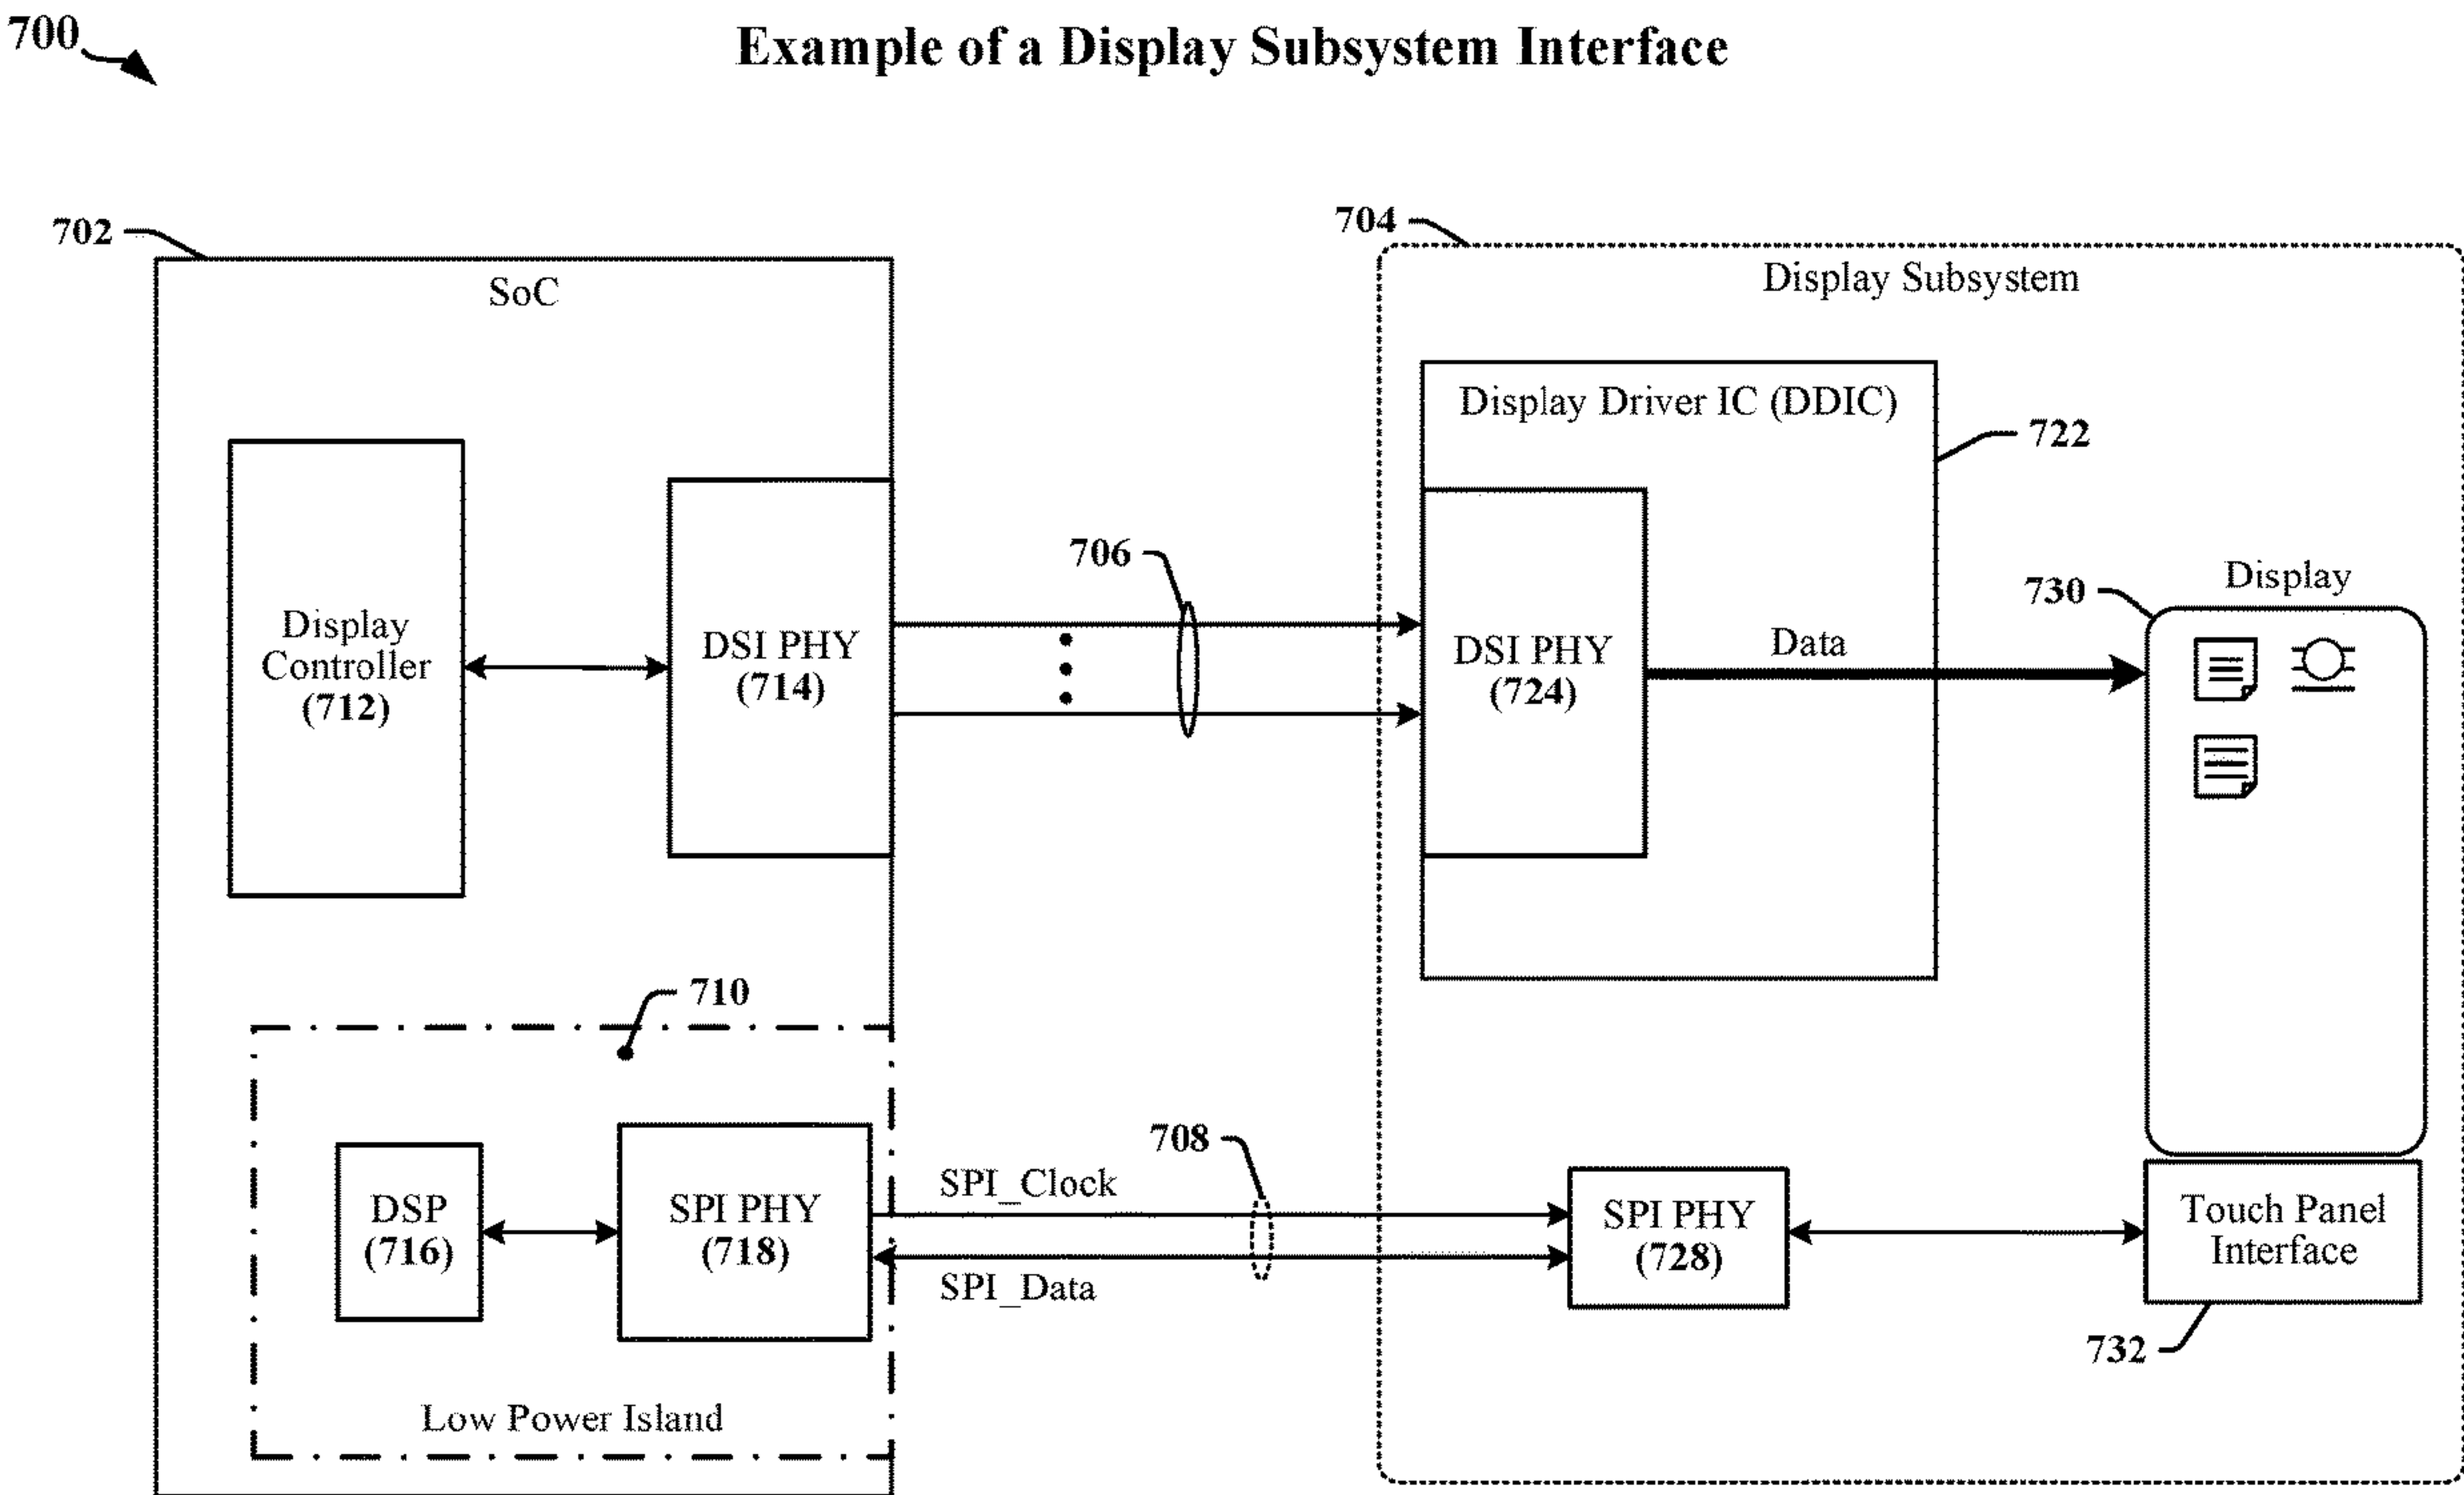 700
Example of a Display Subsystem Interface
702
SoC
Display
Controller
(712)
DSI PHY
(714)
706
704
Display Subsystem
Display Driver IC (DDIC)
722
DSI PHY
(724)
Data
730
Display
710
DSP
(716)
SPI PHY
(718)
Low Power Island
SPI_Clock
708
SPI_Data
SPI PHY
(728)
Touch Panel
Interface
732